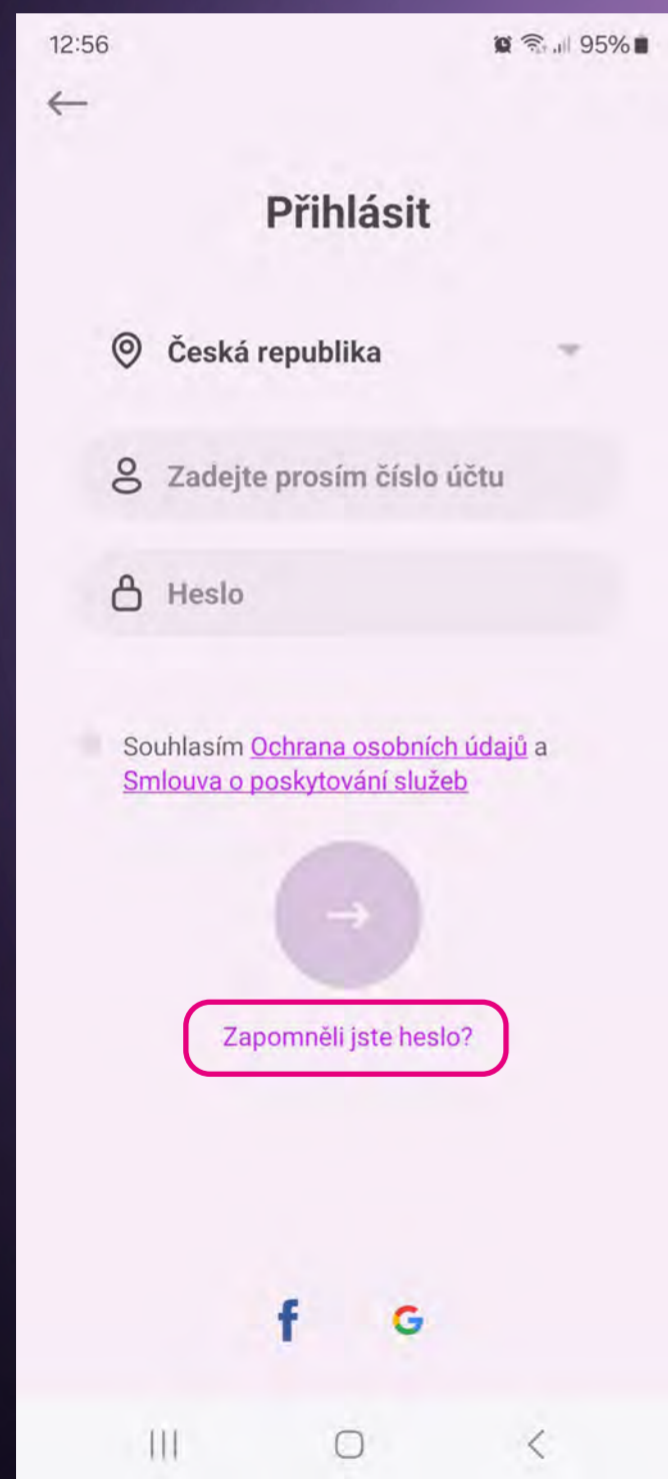 12:56
95%
Přihlásit
Česká republika
Zadejte prosím číslo účtu
Heslo
Souhlasím Ochrana osobních údajů a
Smlouva o poskytování služeb
Zapomněli jste heslo?